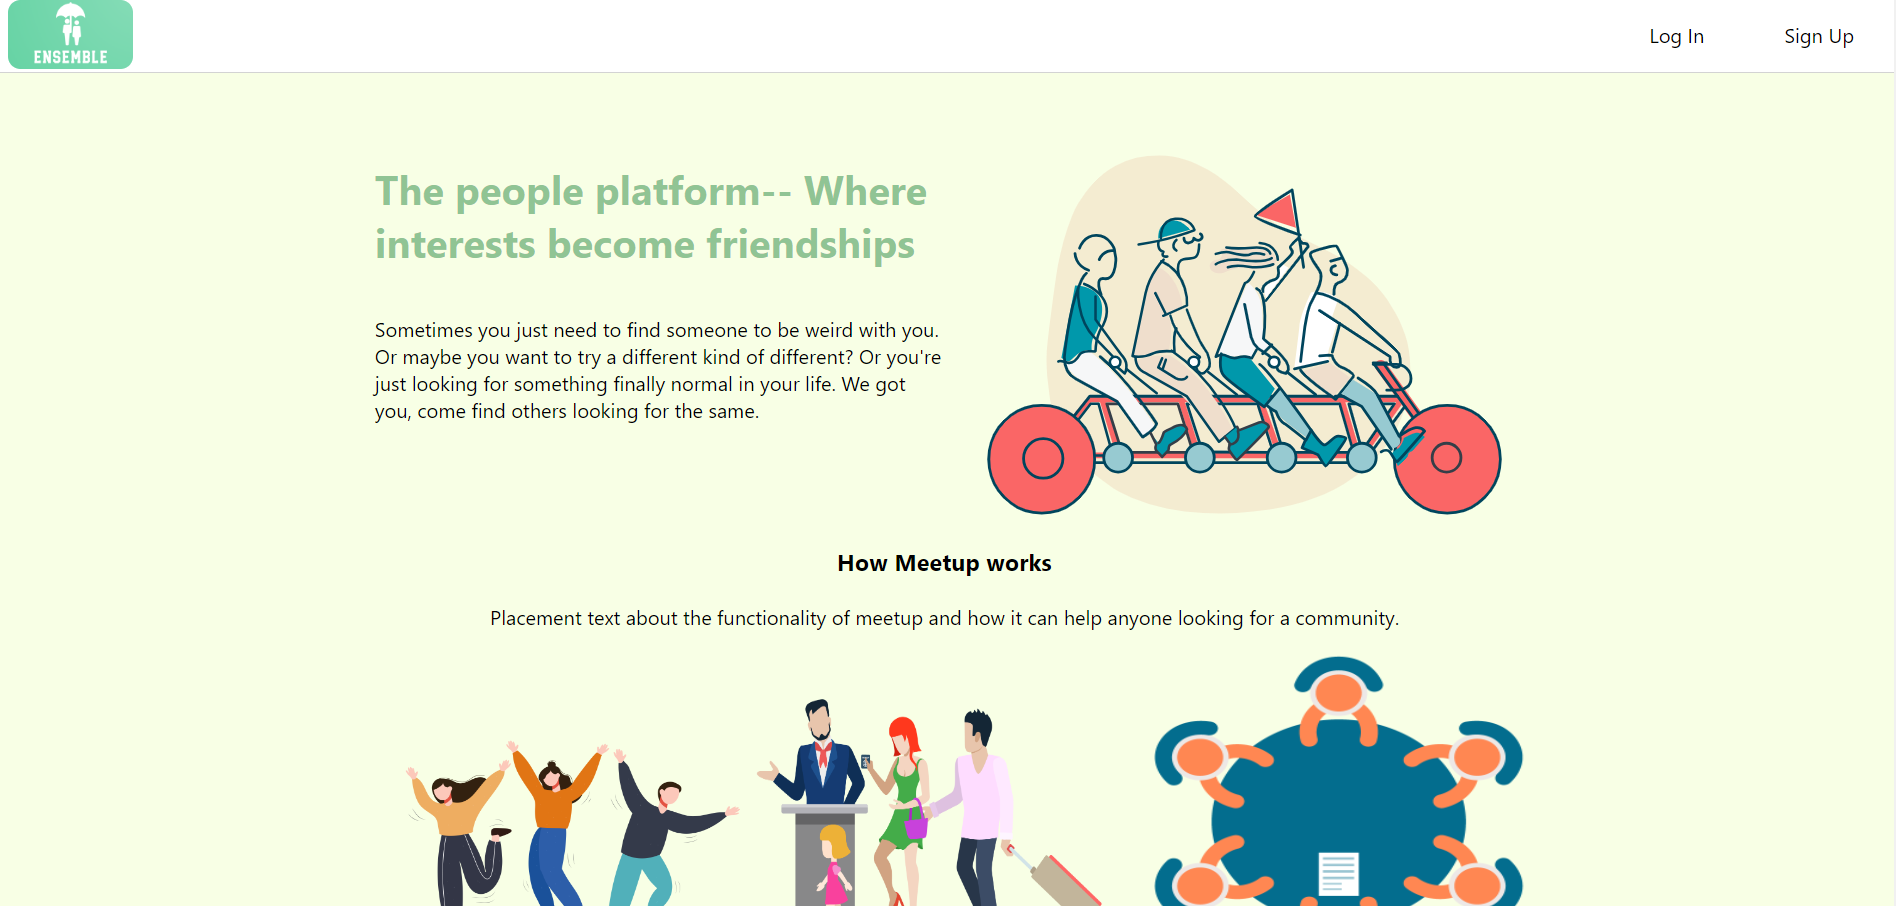 ENSEMBLE
Log In
Sign Up
The people platform-- Where
interests become friendships
Sometimes you just need to find someone to be weird with you.
Or maybe you want to try a different kind of different? Or you're
just looking for something finally normal in your life. We got
you, come find others looking for the same.
How Meetup works
Placement text about the functionality of meetup and how it can help anyone looking for a community.